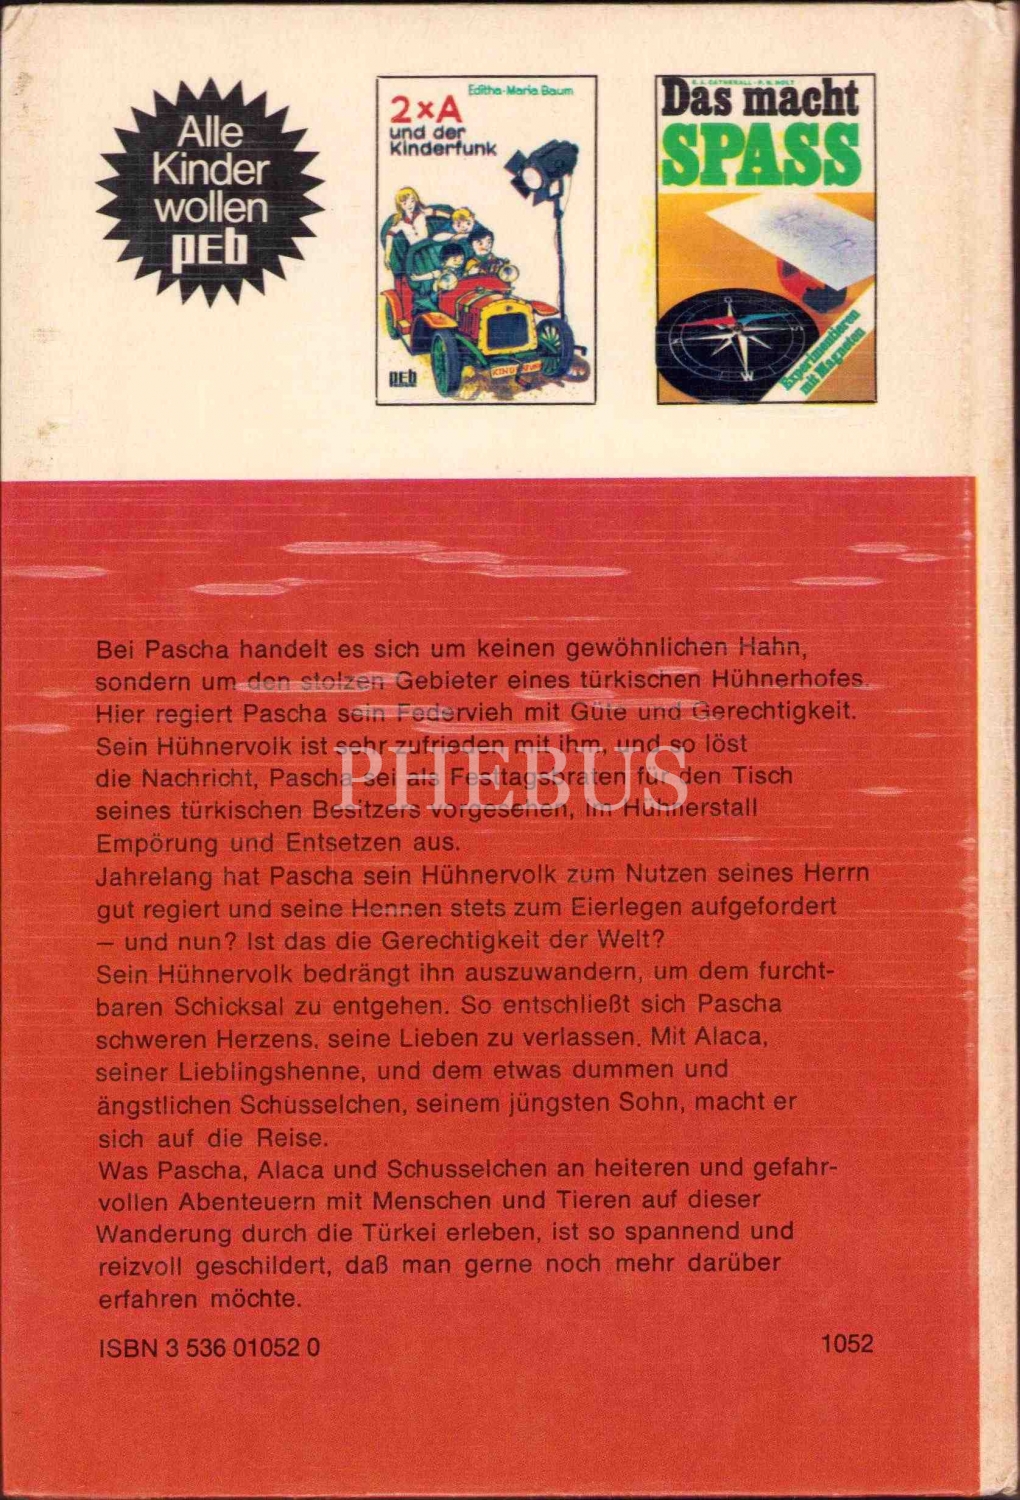 Alle
Kinder
wollen
peb
Editha-Maria Baum
2×A
und der
Kinderfunk
peb
E. J. CATHERALL - P. N. HOLT
Das macht
SPASS
W
Experimentieren
mit Magneten
Bei Pascha handelt es sich um keinen gewöhnlichen Hahn,
sondern um den stolzen Gebieter eines türkischen Hühnerhofes.
Hier regiert Pascha sein Federvieh mit Güte und Gerechtigkeit.
Sein Hühnervolk ist sehr zufrieden mit ihm, und so löst
die Nachricht, Pascha sei als Festtagsbraten für den Tisch
seines türkischen Besitzers vorgesehen, im Hühnerstall
Empörung und Entsetzen aus.
Jahrelang hat Pascha sein Hühnervolk zum Nutzen seines Herrn
gut regiert und seine Hennen stets zum Eierlegen aufgefordert
— und nun? Ist das die Gerechtigkeit der Welt?
Sein Hühnervolk bedrängt ihn auszuwandern, um dem furcht-
baren Schicksal zu entgehen. So entschließt sich Pascha
schweren Herzens, seine Lieben zu verlassen. Mit Alaca,
seiner Lieblingshenne, und dem etwas dummen und
ängstlichen Schusselchen, seinem jüngsten Sohn, macht er
sich auf die Reise.
Was Pascha, Alaca und Schusselchen an heiteren und gefahr-
vollen Abenteuern mit Menschen und Tieren auf dieser
Wanderung durch die Türkei erleben, ist so spannend und
reizvoll geschildert, daß man gerne noch mehr darüber
erfahren möchte.
ISBN 3 536 01052 0
1052
PHEBUS